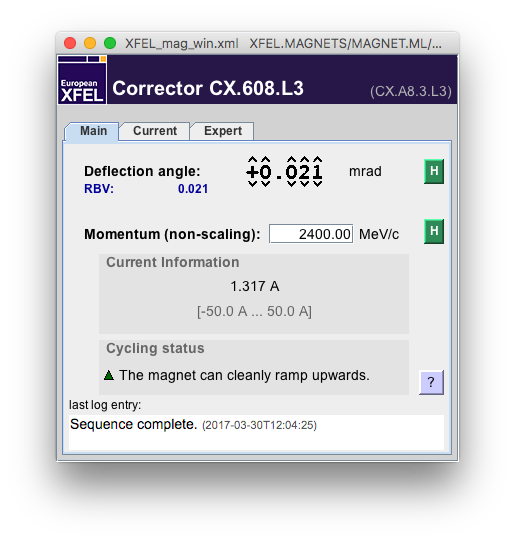 XFEL_mag_win.xml XFEL.MAGNETS/MAGNET.ML/...
European
XFEL
Corrector CX.608.L3
(CX.A8.3.L3)
Main Current Expert
Deflection angle: +0.021 mrad H
RBV: 0.021
Momentum (non-scaling): 2400.00 MeV/c H
Current Information
1.317 A
[-50.0 A ... 50.0 A]
Cycling status
The magnet can cleanly ramp upwards.
?
last log entry:
Sequence complete. (2017-03-30T12:04:25)